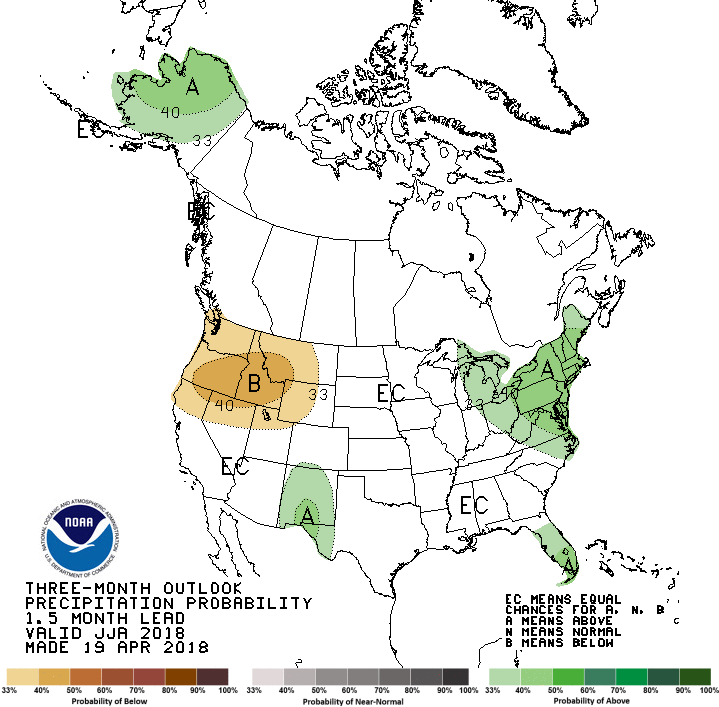 A
40
33
EC
EC
B
40
33
EC
A
40
33
EC
A
EC
A
NATIONAL OCEANIC AND ATMOSPHERIC ADMINISTRATION
NOAA
U.S. DEPARTMENT OF COMMERCE
THREE-MONTH OUTLOOK
PRECIPITATION PROBABILITY
1.5 MONTH LEAD
VALID JJA 2018
MADE 19 APR 2018
EC MEANS EQUAL
CHANCES FOR A, N, B
A MEANS ABOVE
N MEANS NORMAL
B MEANS BELOW
33% 40% 50% 60% 70% 80% 90% 100%
Probability of Below
33% 40% 50% 60% 70% 80% 90% 100%
Probability of Near-Normal
33% 40% 50% 60% 70% 80% 90% 100%
Probability of Above